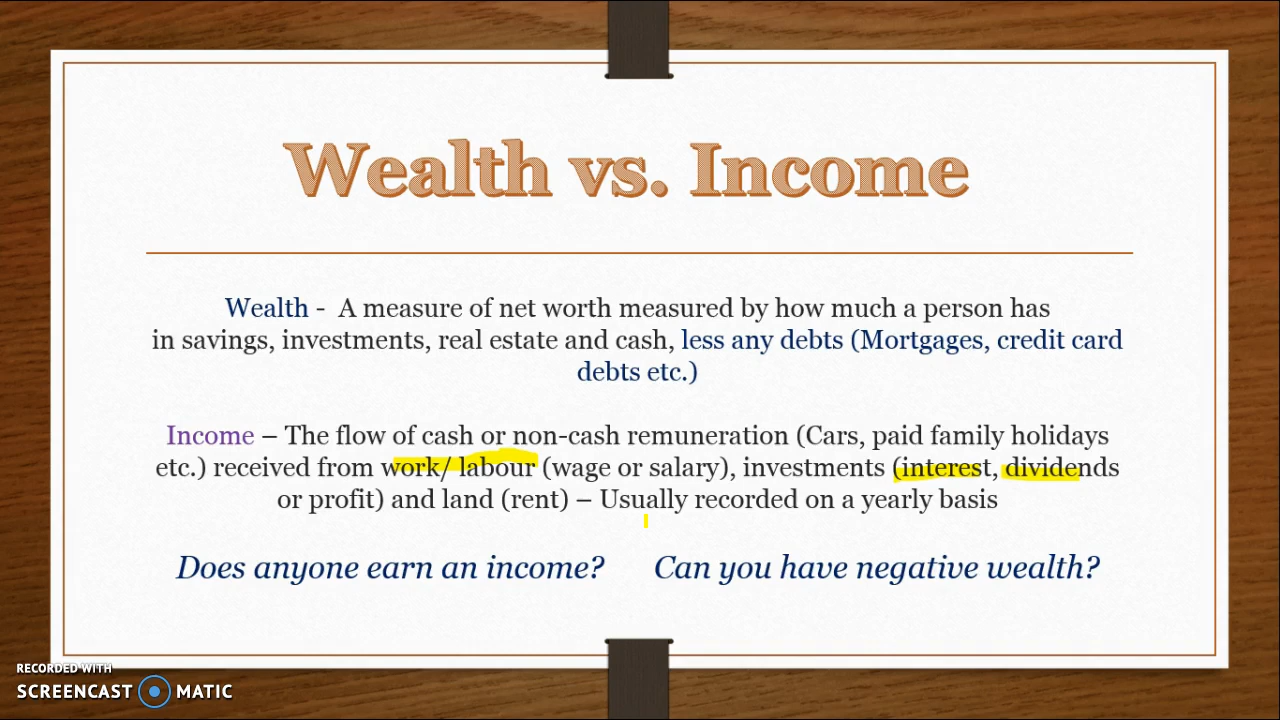 Wealth vs. Income
Wealth - A measure of net worth measured by how much a person has
in savings, investments, real estate and cash, less any debts (Mortgages, credit card
debts etc.)
Income – The flow of cash or non-cash remuneration (Cars, paid family holidays
etc.) received from work/ labour (wage or salary), investments (interest, dividends
or profit) and land (rent) – Usually recorded on a yearly basis
Does anyone earn an income? Can you have negative wealth?
RECORDED WITH
SCREENCAST MATIC